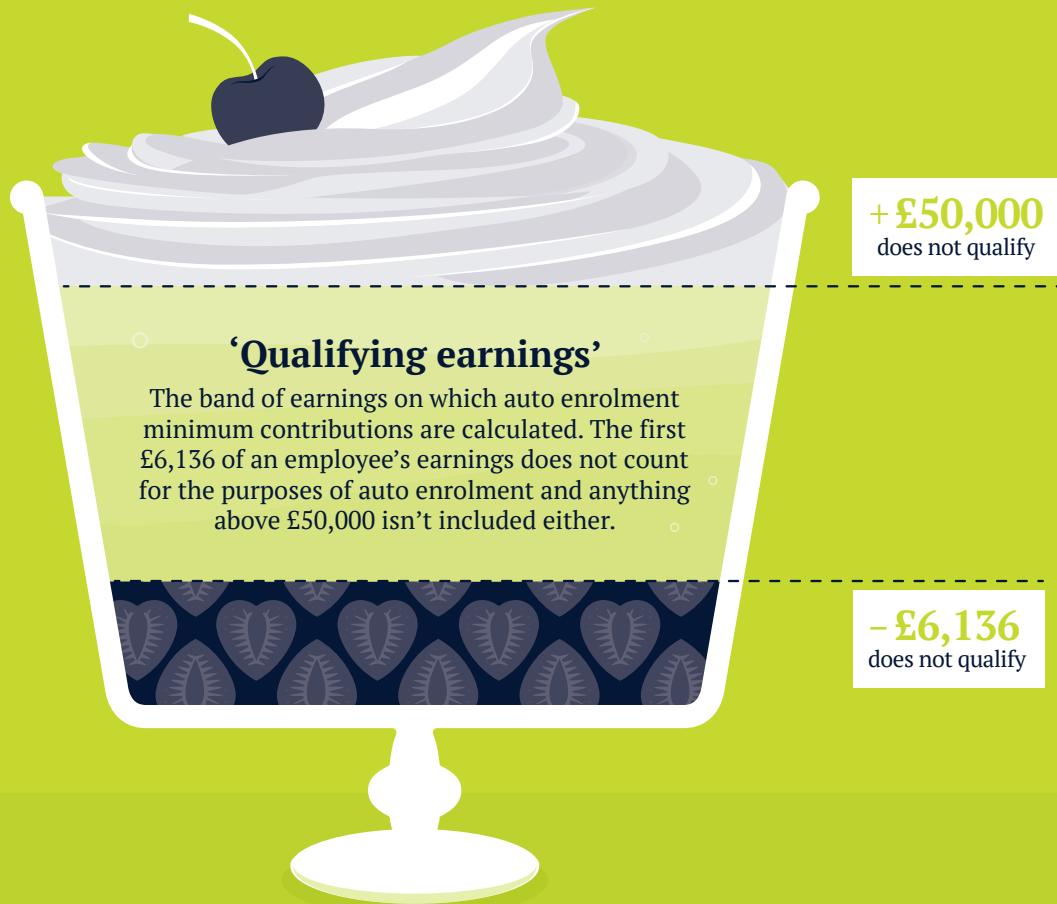 + £50,000
does not qualify
‘Qualifying earnings’
The band of earnings on which auto enrolment
minimum contributions are calculated. The first
£6,136 of an employee’s earnings does not count
for the purposes of auto enrolment and anything
above £50,000 isn’t included either.
– £6,136
does not qualify